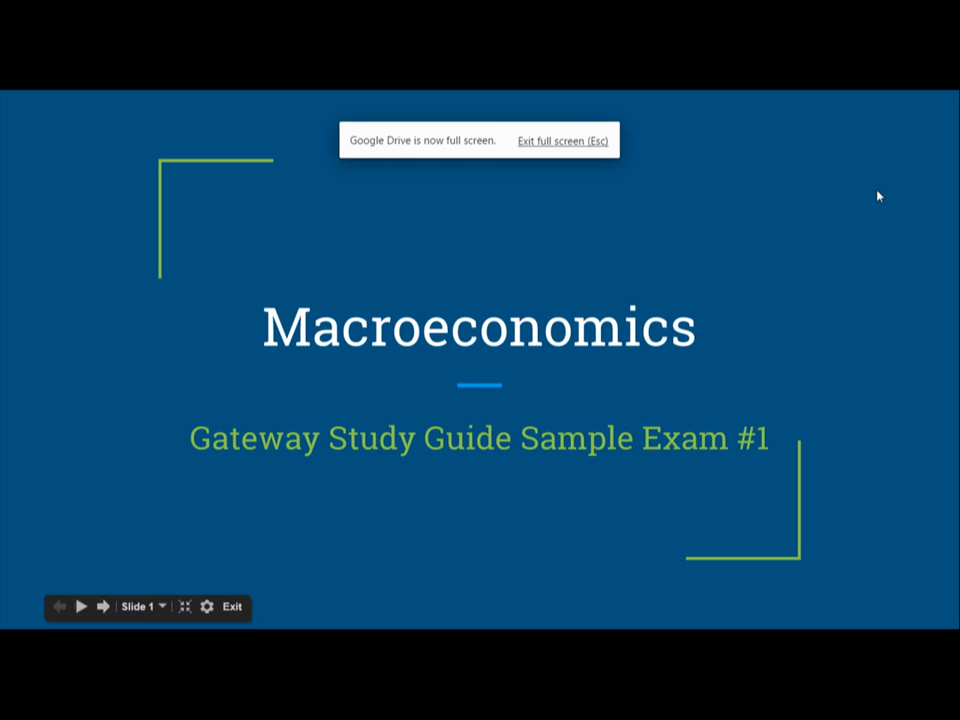 Google Drive is now full screen. Exit full screen (Esc)
Macroeconomics
Gateway Study Guide Sample Exam #1
Slide 1 Exit